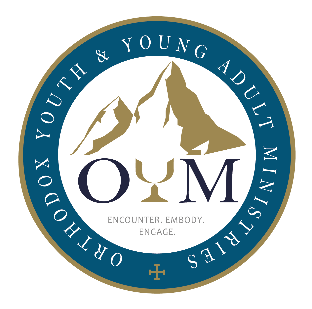 ORTHODOX YOUTH & YOUNG ADULT MINISTRIES
OYM
ENCOUNTER. EMBODY.
ENGAGE.